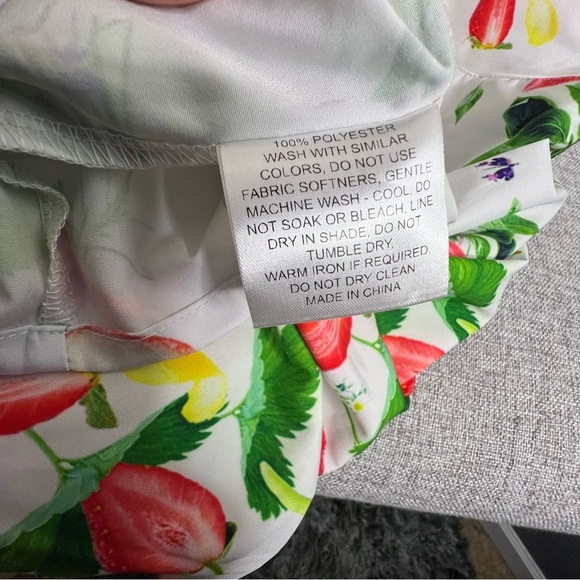 100% POLYESTER
WASH WITH SIMILAR
COLORS, DO NOT USE
FABRIC SOFTNERS, GENTLE
MACHINE WASH - COOL, DO
NOT SOAK OR BLEACH, LINE
DRY IN SHADE, DO NOT
TUMBLE DRY.
WARM IRON IF REQUIRED.
DO NOT DRY CLEAN
MADE IN CHINA